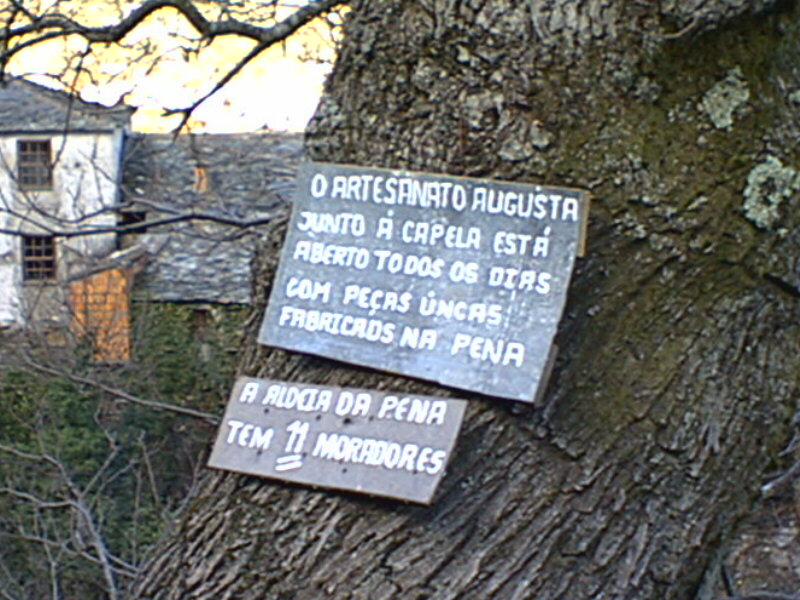 O ARTESANATO AUGUSTA
JUNTO Á CAPELA ESTÁ
ABERTO TODOS OS DIAS
COM PEÇAS ÚNCAS
FABRICADS NA PENA
A ALDCIA DA PENA
TEM 11 MORADORES